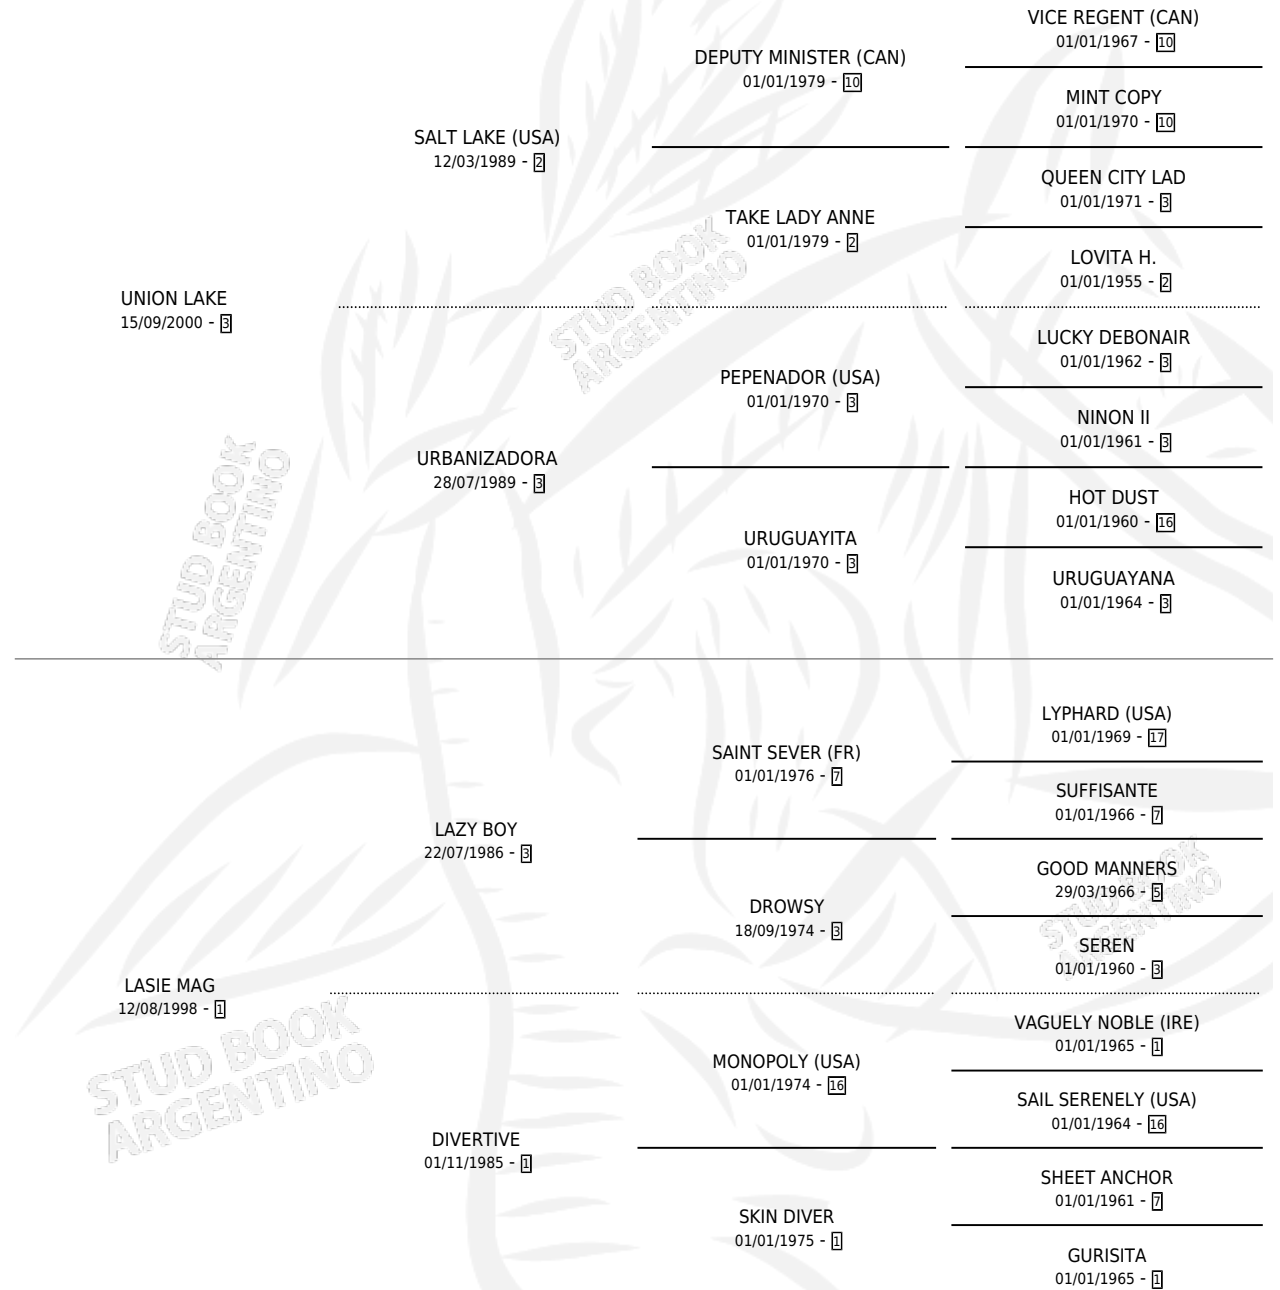 VICE REGENT (CAN)
01/01/1967 - 10
DEPUTY MINISTER (CAN)
01/01/1979 - 10
MINT COPY
01/01/1970 - 10
SALT LAKE (USA)
12/03/1989 - 2
QUEEN CITY LAD
01/01/1971 - 3
TAKE LADY ANNE
01/01/1979 - 2
LOVITA H.
01/01/1955 - 2
UNION LAKE
15/09/2000 - 3
STUD BOOK
ARGENTINO
LUCKY DEBONAIR
01/01/1962 - 3
PEPENADOR (USA)
01/01/1970 - 3
NINON II
01/01/1961 - 3
URBANIZADORA
28/07/1989 - 3
HOT DUST
01/01/1960 - 16
URUGUAYITA
01/01/1970 - 3
URUGUAYANA
01/01/1964 - 3
STUD BOOK
ARGENTINO
LYPHARD (USA)
01/01/1969 - 17
SAINT SEVER (FR)
01/01/1976 - 7
SUFFISANTE
01/01/1966 - 7
LAZY BOY
22/07/1986 - 3
GOOD MANNERS
29/03/1966 - 5
DROWSY
18/09/1974 - 3
SEREN
01/01/1960 - 3
STUD BOOK
ARGENTINO
LASIE MAG
12/08/1998 - 1
VAGUELY NOBLE (IRE)
01/01/1965 - 1
MONOPOLY (USA)
01/01/1974 - 16
SAIL SERENELY (USA)
01/01/1964 - 16
STUD BOOK
ARGENTINO
DIVERTIVE
01/11/1985 - 1
SHEET ANCHOR
01/01/1961 - 7
SKIN DIVER
01/01/1975 - 1
GURISITA
01/01/1965 - 1